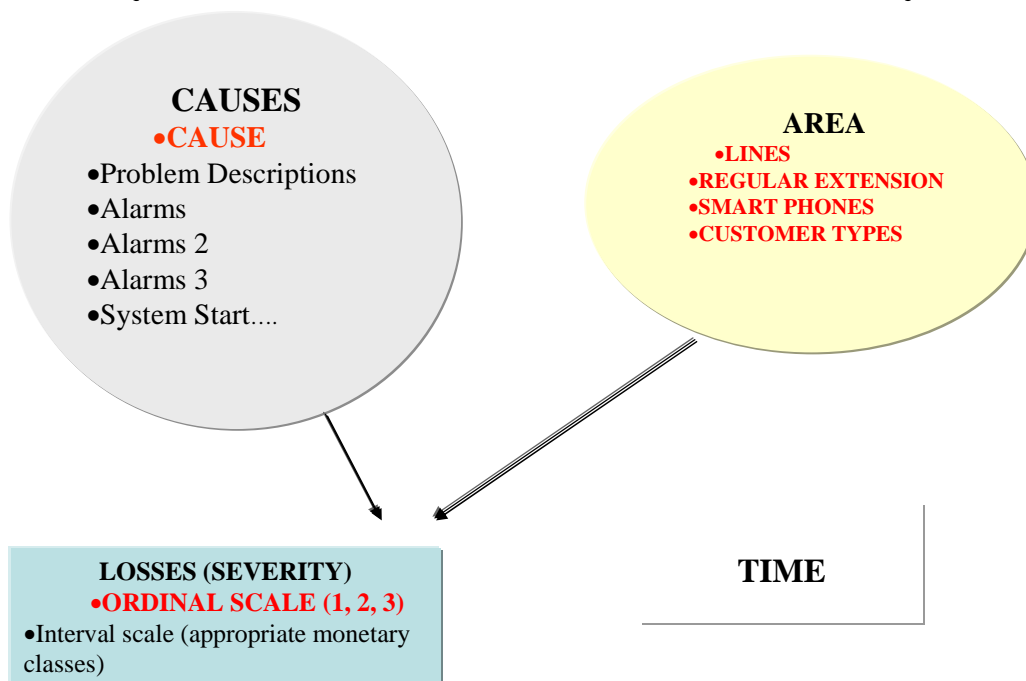 CAUSES
•CAUSE
•Problem Descriptions
•Alarms
•Alarms 2
•Alarms 3
•System Start....
AREA
•LINES
•REGULAR EXTENSION
•SMART PHONES
•CUSTOMER TYPES
LOSSES (SEVERITY)
•ORDINAL SCALE (1, 2, 3)
•Interval scale (appropriate monetary
classes)
TIME